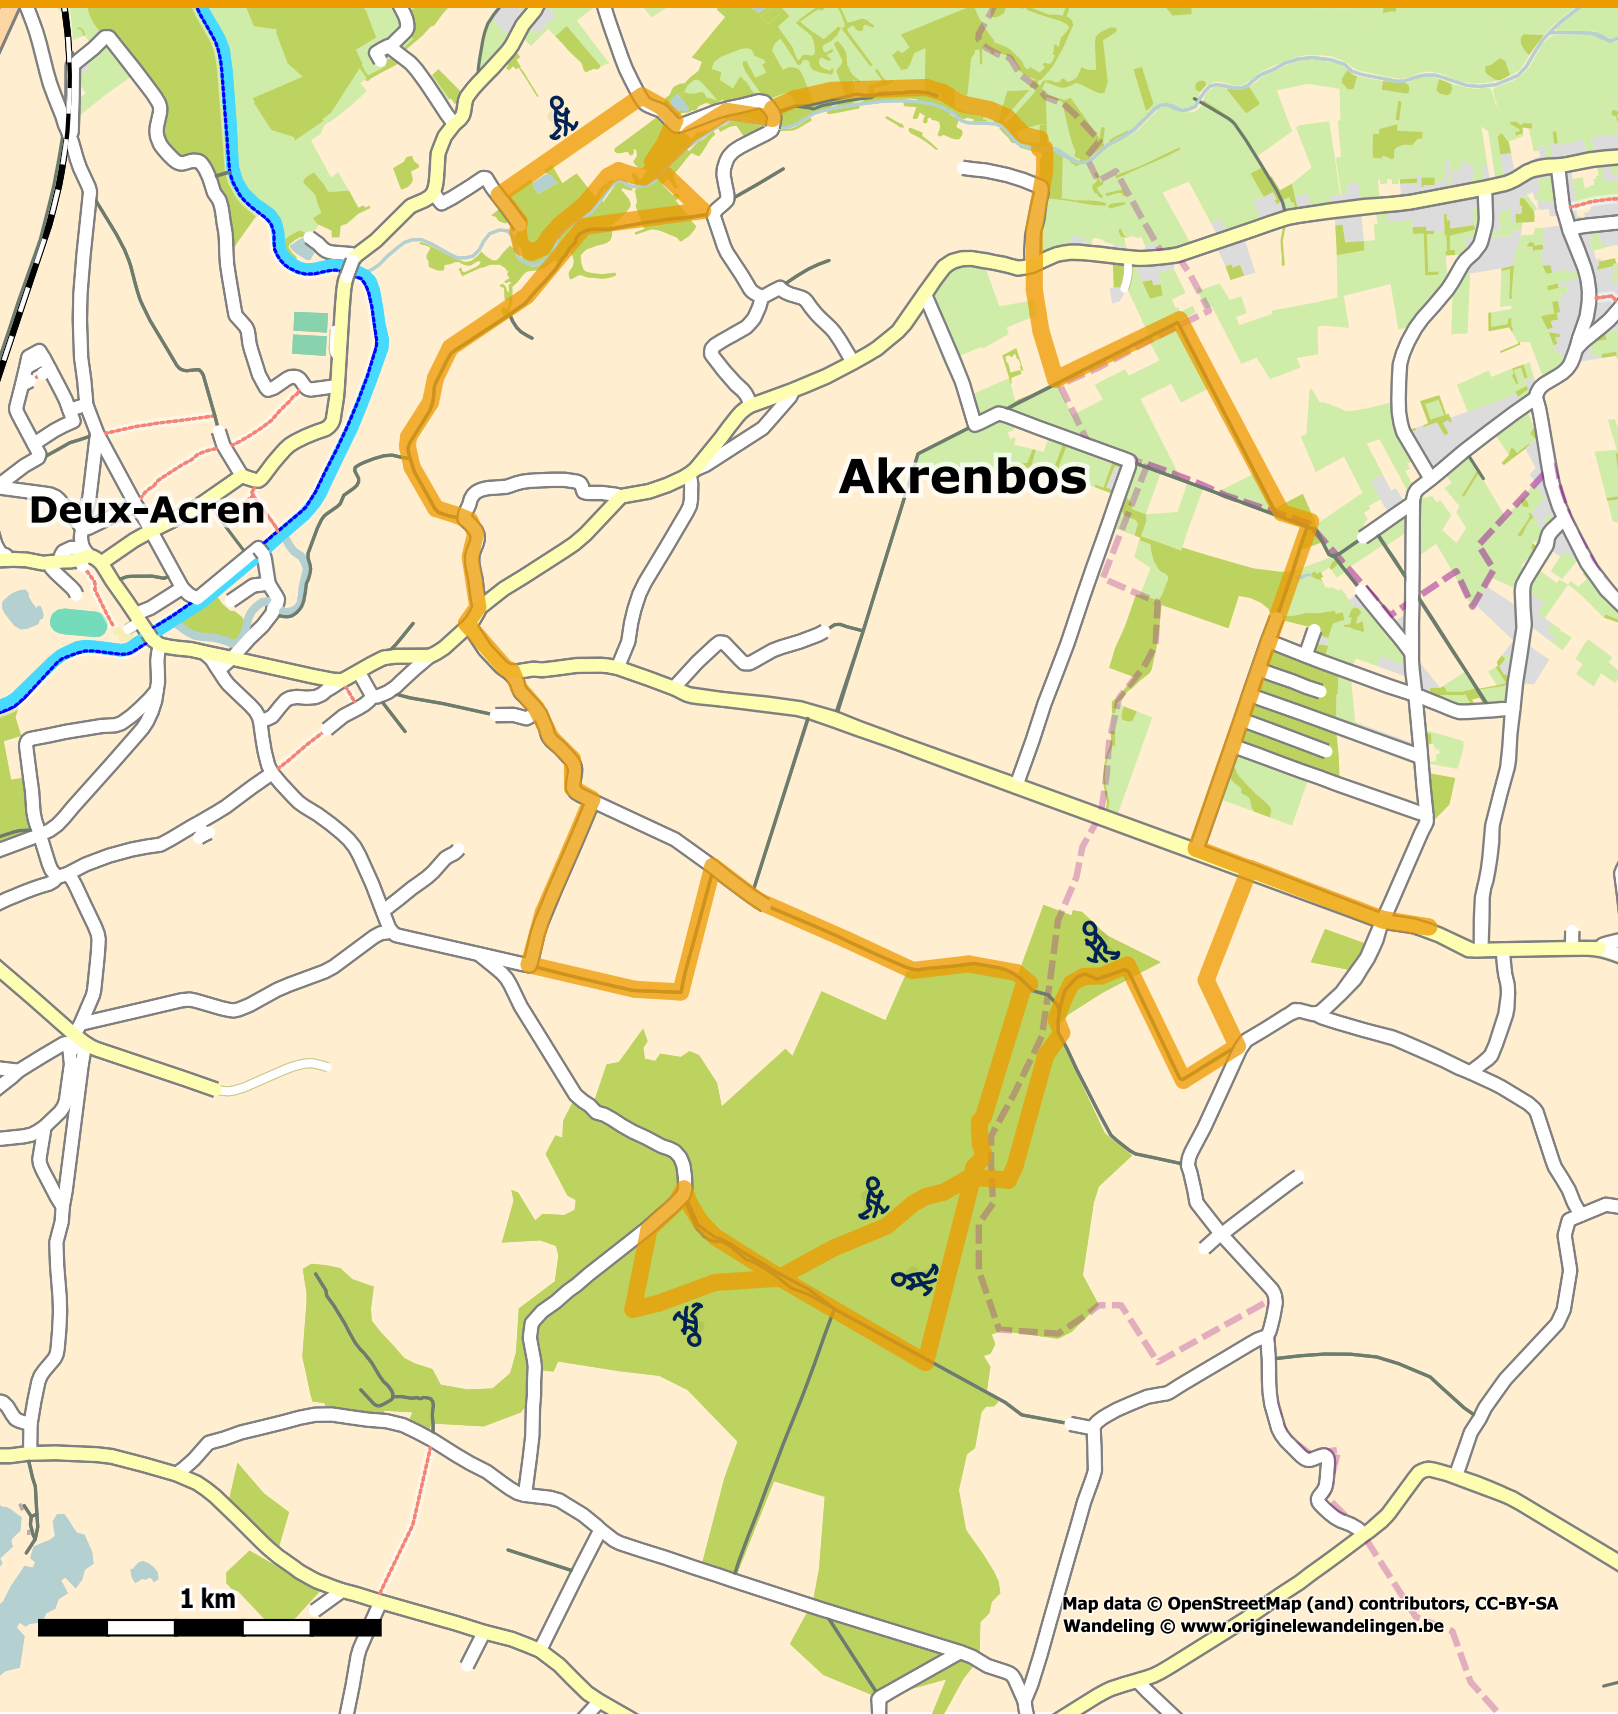 Akrenbos
Deux-Acren
1 km
Map data © OpenStreetMap (and) contributors, CC-BY-SA
Wandeling © www.originelewandelingen.be